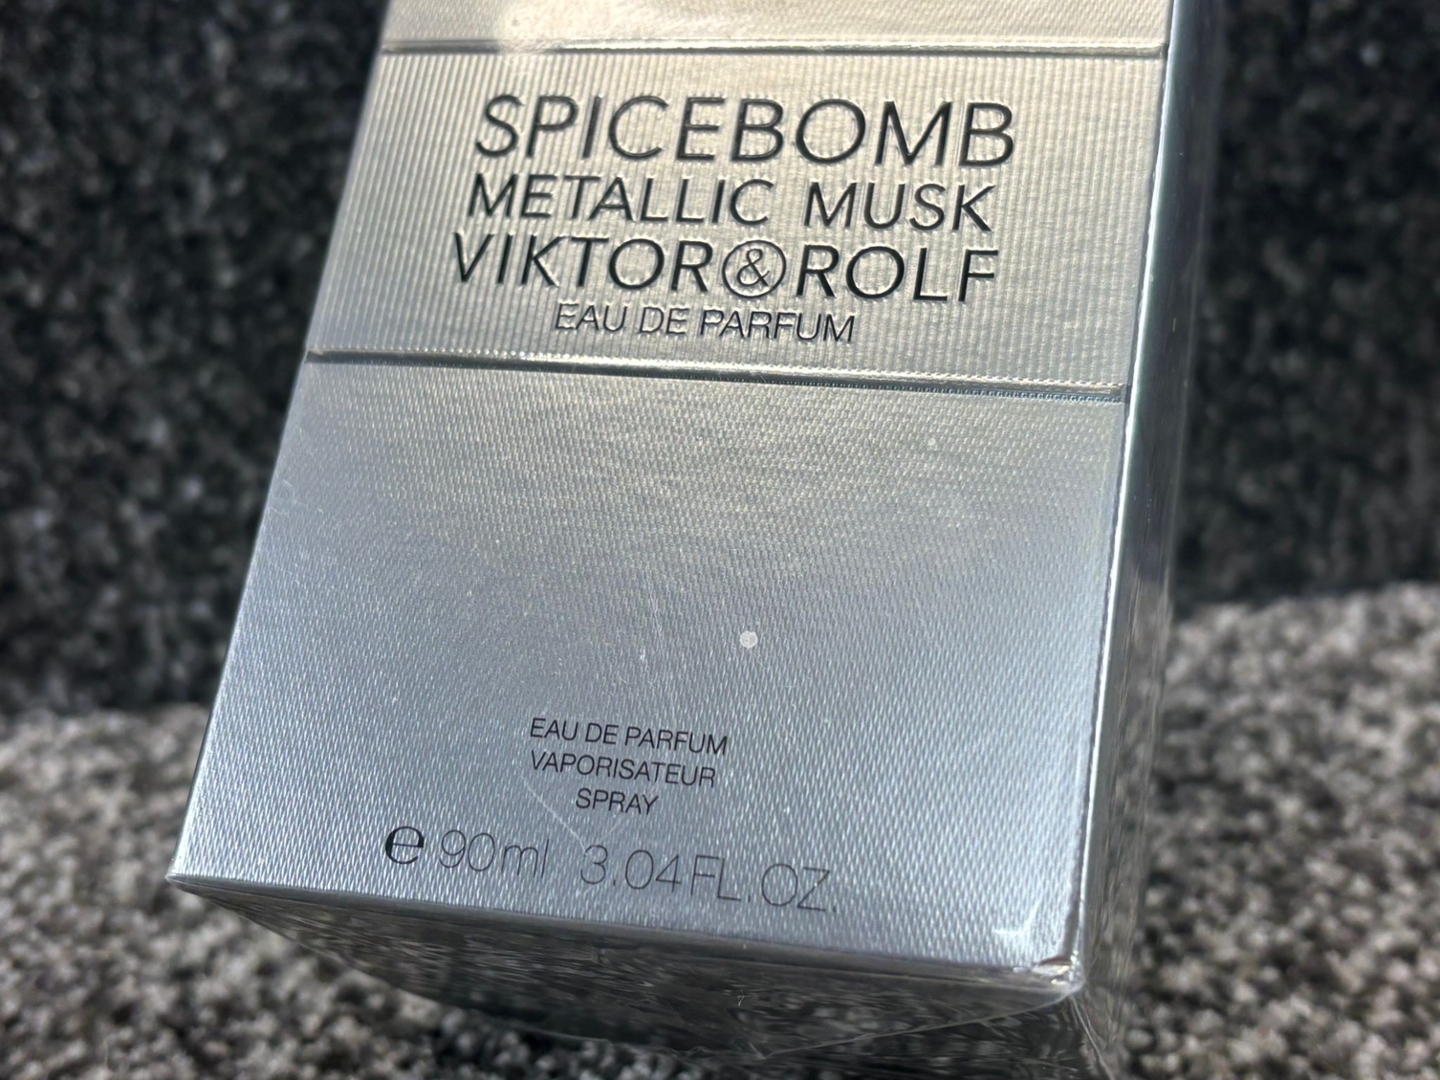 SPICEBOMB
METALLIC MUSK
VIKTOR&ROLF
EAU DE PARFUM
EAU DE PARFUM
VAPORISATEUR
SPRAY
℮ 90ml 3.04FL.OZ.